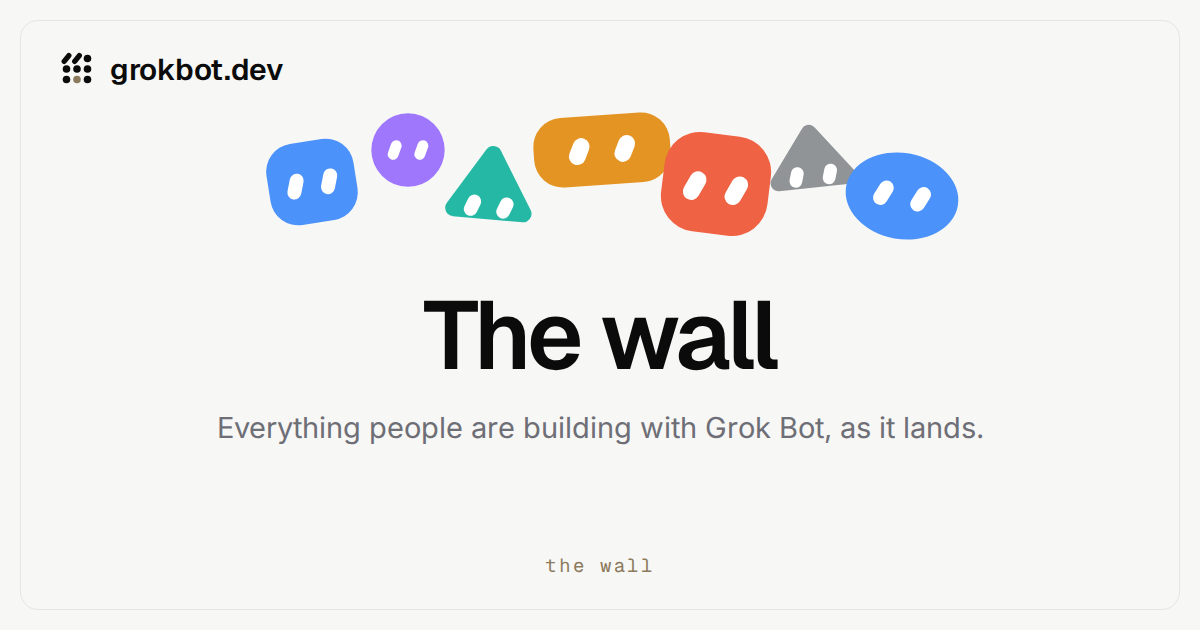 grokbot.dev
The wall
Everything people are building with Grok Bot, as it lands.
the wall